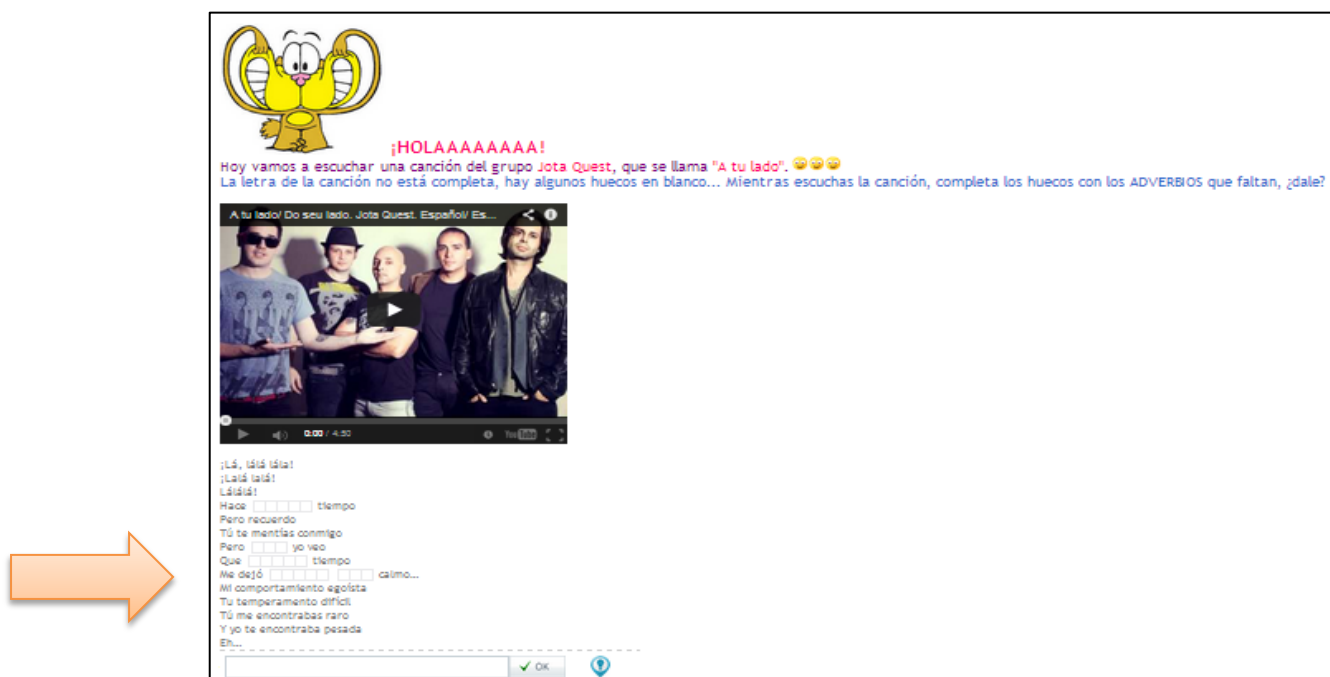 ¡HOLAAAAAAAA!
Hoy vamos a escuchar una canción del grupo Jota Quest, que se llama "A tu lado".
La letra de la canción no está completa, hay algunos huecos en blanco... Mientras escuchas la canción, completa los huecos con los ADVERBIOS que faltan, ¿dale?
A tu lado/ Do seu lado. Jota Quest. Español/ Es...
0:00 / 4:50
YouTube
¡Lá, lálá lála!
¡Lalá lalá!
Lálálá!
Hace tiempo
Pero recuerdo
Tú te mentías conmigo
Pero yo veo
Que tiempo
Me dejó calmo...
Mi comportamiento egoísta
Tu temperamento difícil
Tú me encontrabas raro
Y yo te encontraba pesada
Eh...
OK